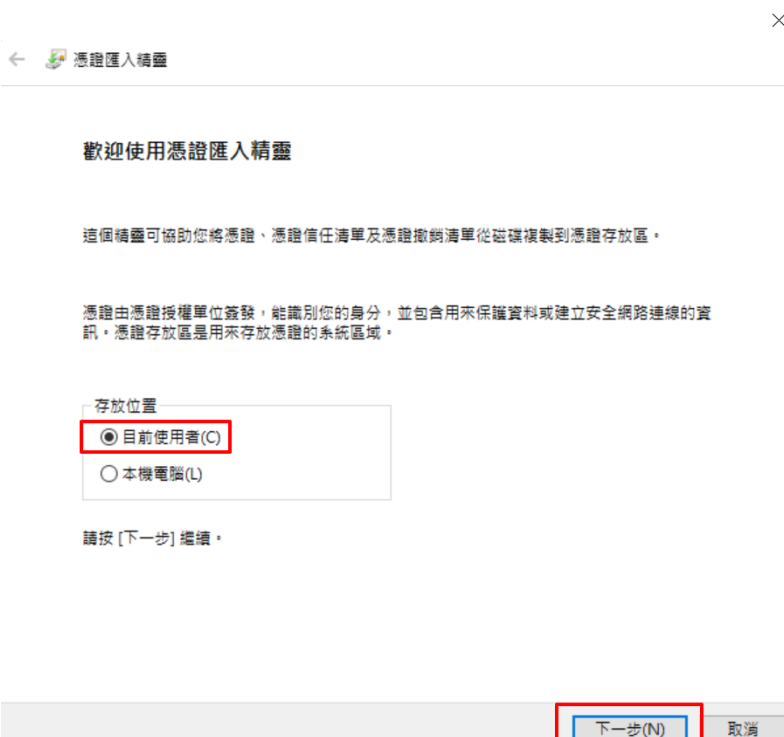 憑證匯入精靈
歡迎使用憑證匯入精靈
這個精靈可協助您將憑證、憑證信任清單及憑證撤銷清單從磁碟複製到憑證存放區。
憑證由憑證授權單位簽發，能識別您的身分，並包含用來保護資料或建立安全網路連線的資
訊。憑證存放區是用來存放憑證的系統區域。
存放位置
目前使用者(C)
本機電腦(L)
請按 [下一步] 繼續。
下一步(N)
取消